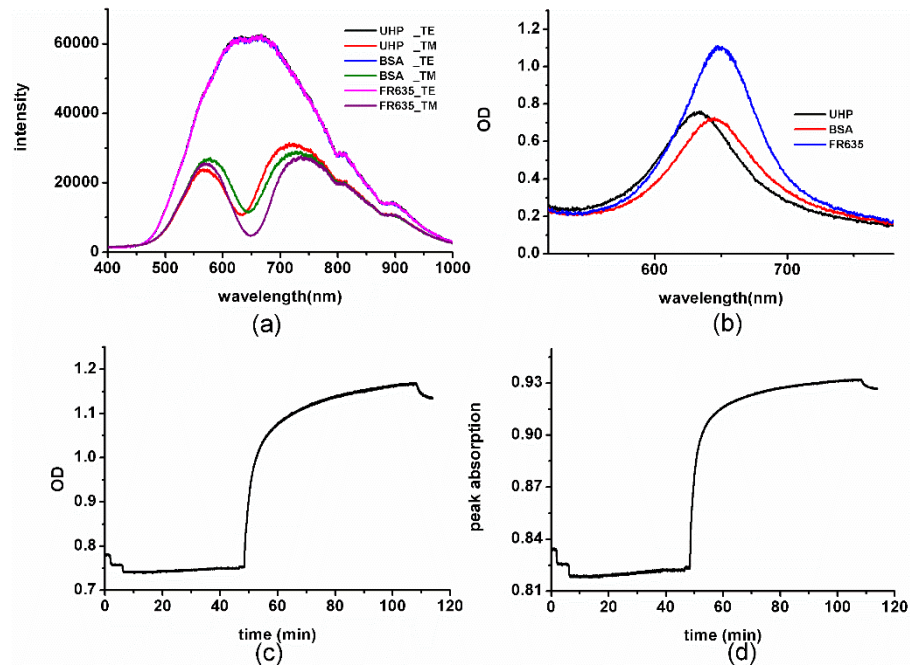 UHP _TE
UHP _TM
BSA _TE
BSA _TM
FR635_TE
FR635_TM
60000
40000
20000
0
intensity
400 500 600 700 800 900 1000
wavelength(nm)
(a)
UHP
BSA
FR635
1.2
1.0
0.8
0.6
0.4
0.2
0.0
OD
600 700
wavelength(nm)
(b)
1.2
1.1
1.0
0.9
0.8
0.7
OD
0 20 40 60 80 100 120
time (min)
(c)
0.93
0.90
0.87
0.84
0.81
peak absorption
0 20 40 60 80 100 120
time (min)
(d)